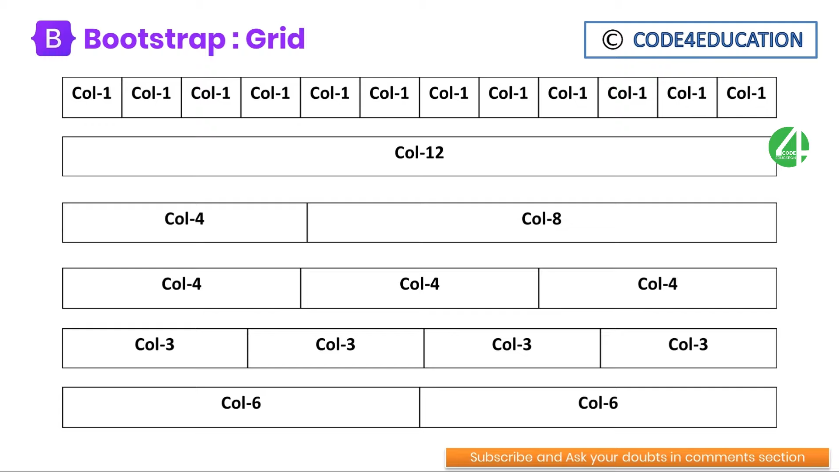 B Bootstrap : Grid
© CODE4EDUCATION
Col-1 Col-1 Col-1 Col-1 Col-1 Col-1 Col-1 Col-1 Col-1 Col-1 Col-1 Col-1
Col-12
4
CODE
Col-4 Col-8
Col-4 Col-4 Col-4
Col-3 Col-3 Col-3 Col-3
Col-6 Col-6
Subscribe and Ask your doubts in comments section